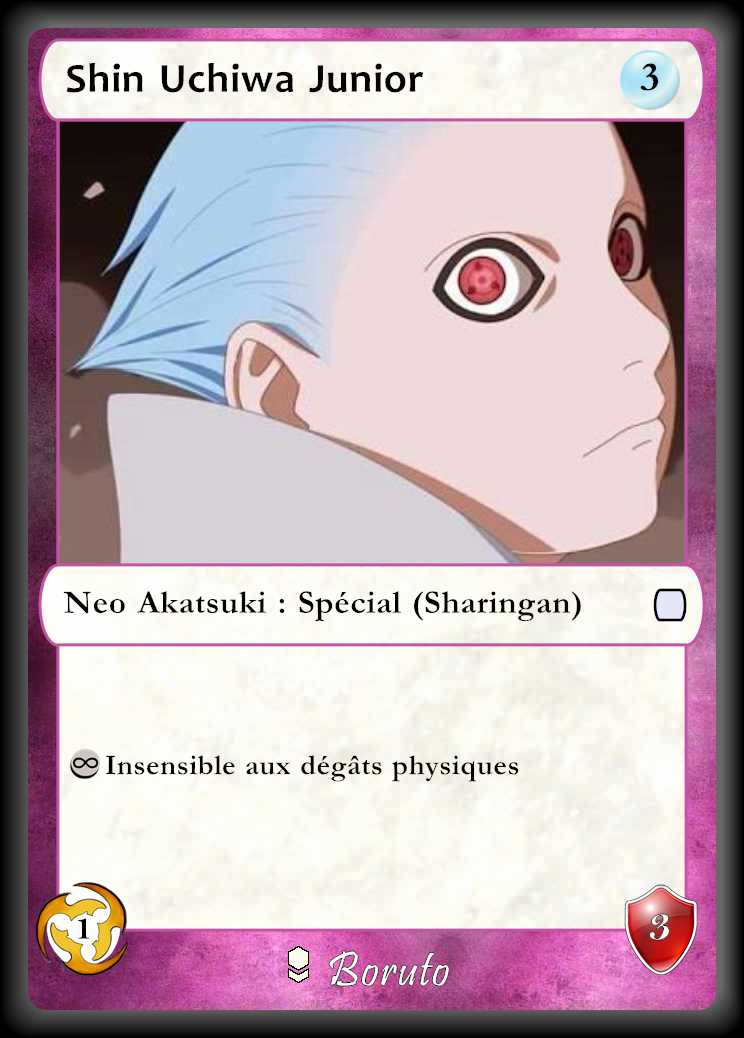 Shin Uchiwa Junior
3
Neo Akatsuki : Spécial (Sharingan)
∞ Insensible aux dégâts physiques
1
3
Boruto